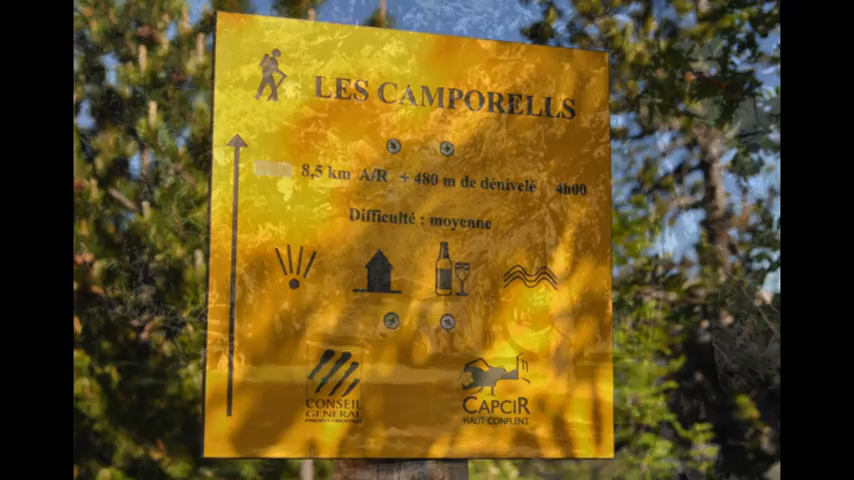 LES CAMPORELLS
8,5 km A/R + 480 m de dénivelé 4h00
Difficulté : moyenne
CONSEIL
GENERAL
CAPCIR
HAUT CONFLENT